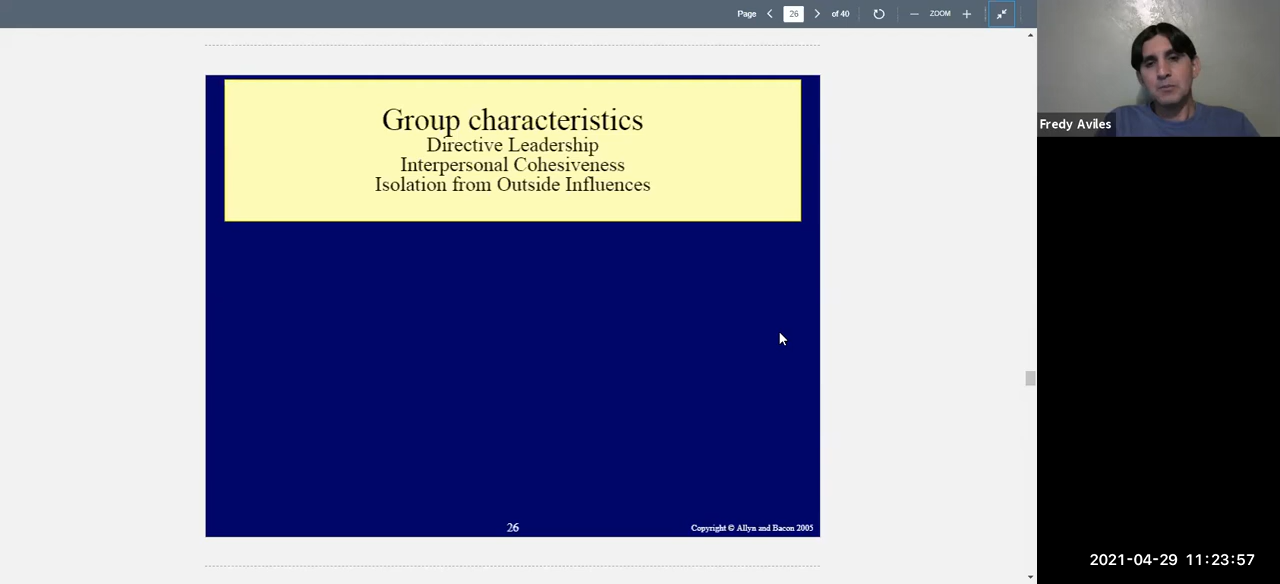 Page 26 of 40 ZOOM
Group characteristics
Directive Leadership
Interpersonal Cohesiveness
Isolation from Outside Influences
26
Copyright © Allyn and Bacon 2005
Fredy Aviles
2021-04-29 11:23:57